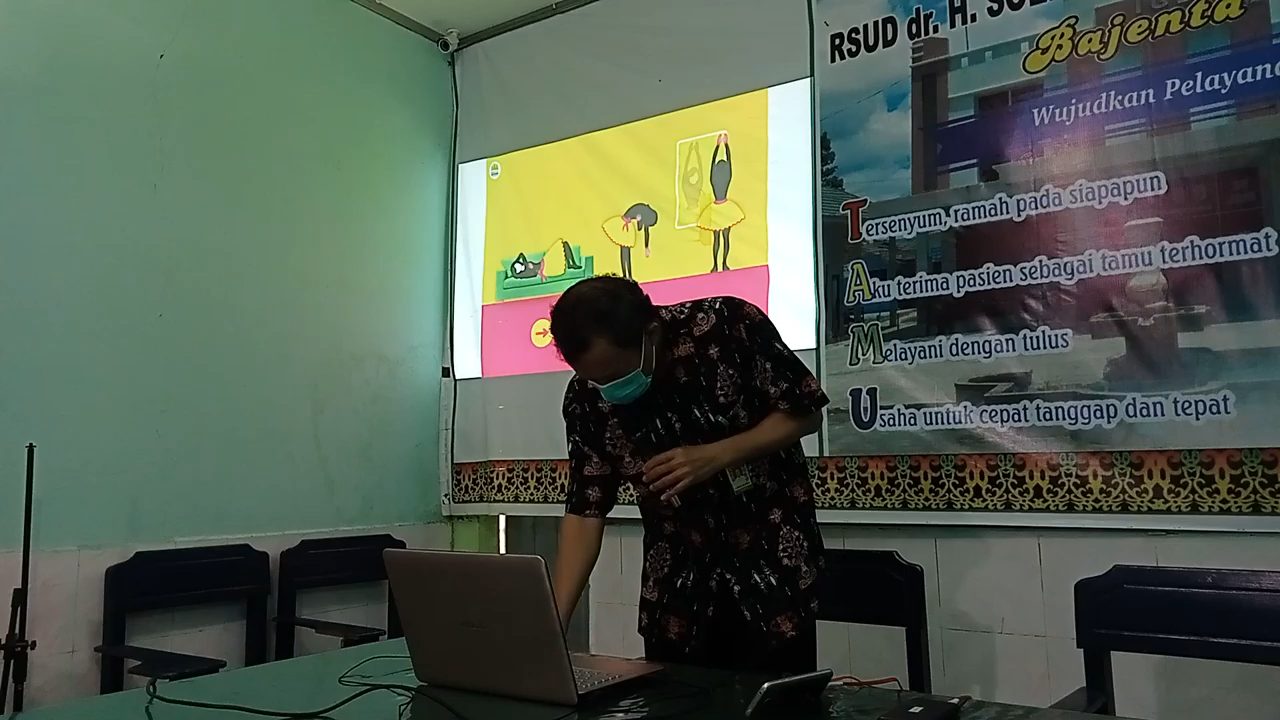 RSUD dr. H.
Bajenta
Wujudkan
Tersenyum, ramah pada siapapun
Aku terima pasien sebagai tamu terhormat
Melayani dengan tulus
Usaha untuk cepat tanggap dan tepat